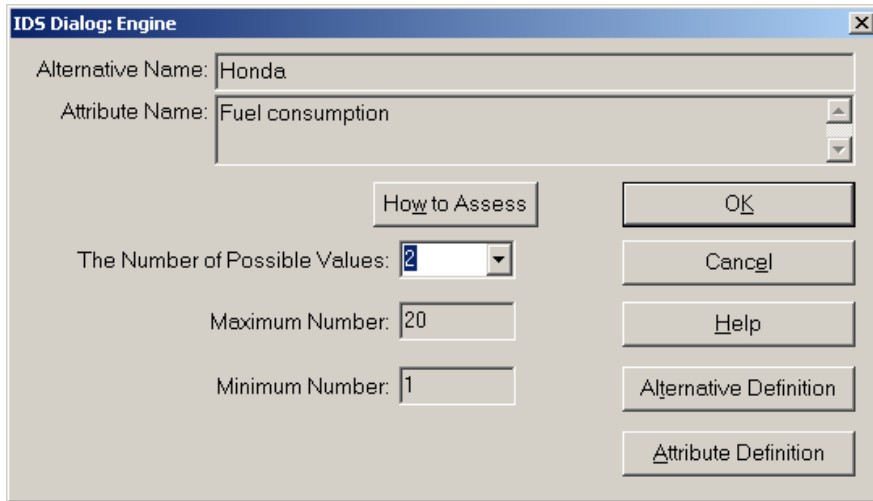 IDS Dialog: Engine
Alternative Name: Honda
Attribute Name: Fuel consumption
How to Assess
OK
The Number of Possible Values: 2
Cancel
Maximum Number: 20
Help
Minimum Number: 1
Alternative Definition
Attribute Definition